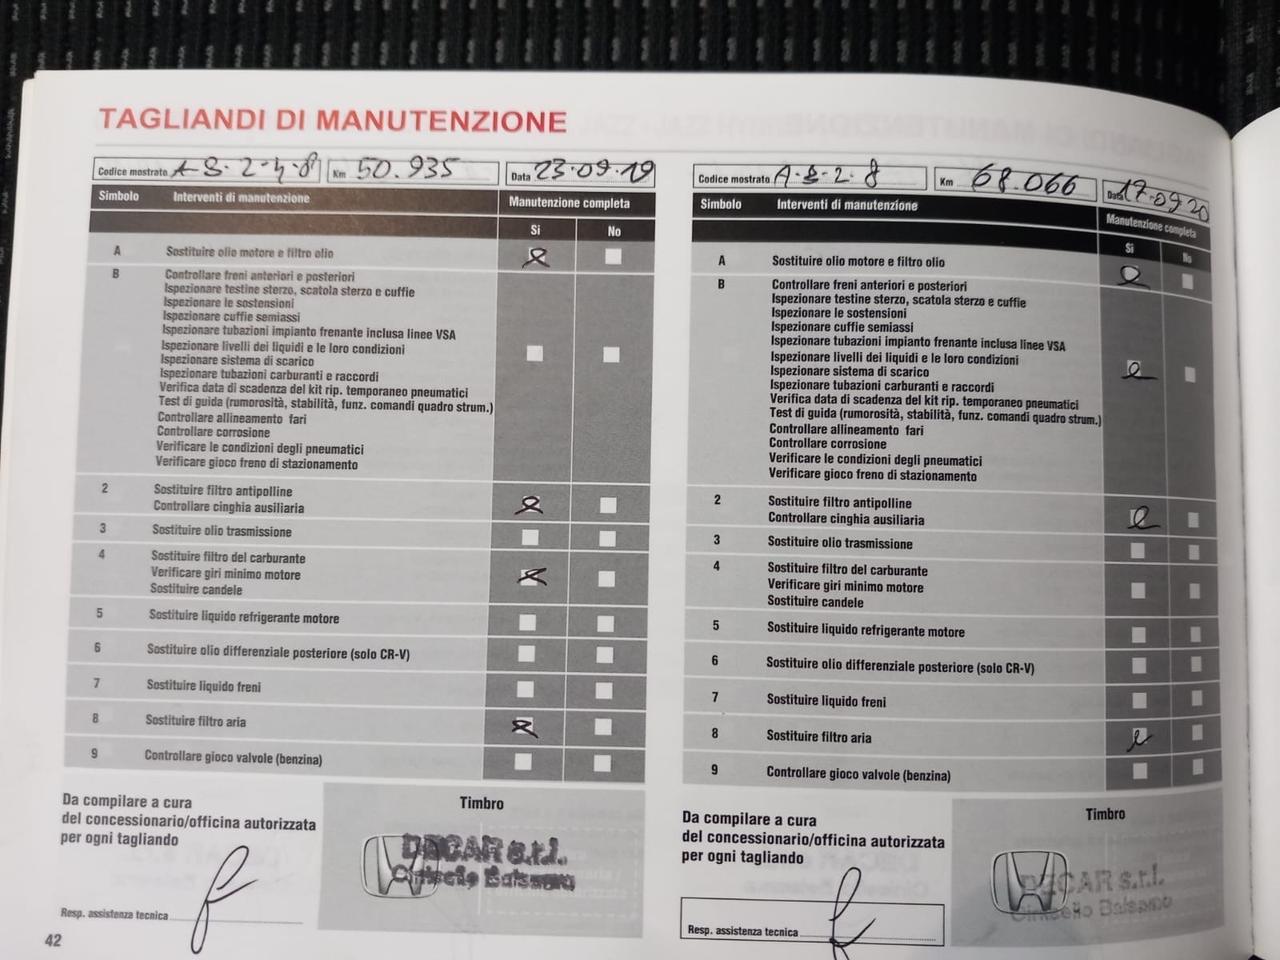 TAGLIANDI DI MANUTENZIONE
Codice mostrato A-8-2-4-8 Km 50.935 Data 23.09.19
Simbolo Interventi di manutenzione Manutenzione completa
Si No
A Sostituire olio motore e filtro olio
B Controllare freni anteriori e posteriori
Ispezionare testine sterzo, scatola sterzo e cuffie
Ispezionare le sostensioni
Ispezionare cuffie semiassi
Ispezionare tubazioni impianto frenante inclusa linee VSA
Ispezionare livelli dei liquidi e le loro condizioni
Ispezionare sistema di scarico
Ispezionare tubazioni carburanti e raccordi
Verifica data di scadenza del kit rip. temporaneo pneumatici
Test di guida (rumorosità, stabilità, funz. comandi quadro strum.)
Controllare allineamento fari
Controllare corrosione
Verificare le condizioni degli pneumatici
Verificare gioco freno di stazionamento
2 Sostituire filtro antipolline
Controllare cinghia ausiliaria
3 Sostituire olio trasmissione
4 Sostituire filtro del carburante
Verificare giri minimo motore
Sostituire candele
5 Sostituire liquido refrigerante motore
6 Sostituire olio differenziale posteriore (solo CR-V)
7 Sostituire liquido freni
8 Sostituire filtro aria
9 Controllare gioco valvole (benzina)
Da compilare a cura
del concessionario/officina autorizzata
per ogni tagliando
Timbro
DECAR s.r.l.
Cinisello Balsamo
Resp. assistenza tecnica
42
Codice mostrato A-8-2-8 Km 68.066 Data 17-09-20
Simbolo Interventi di manutenzione Manutenzione completa
Si No
A Sostituire olio motore e filtro olio
B Controllare freni anteriori e posteriori
Ispezionare testine sterzo, scatola sterzo e cuffie
Ispezionare le sostensioni
Ispezionare cuffie semiassi
Ispezionare tubazioni impianto frenante inclusa linee VSA
Ispezionare livelli dei liquidi e le loro condizioni
Ispezionare sistema di scarico
Ispezionare tubazioni carburanti e raccordi
Verifica data di scadenza del kit rip. temporaneo pneumatici
Test di guida (rumorosità, stabilità, funz. comandi quadro strum.)
Controllare allineamento fari
Controllare corrosione
Verificare le condizioni degli pneumatici
Verificare gioco freno di stazionamento
2 Sostituire filtro antipolline
Controllare cinghia ausiliaria
3 Sostituire olio trasmissione
4 Sostituire filtro del carburante
Verificare giri minimo motore
Sostituire candele
5 Sostituire liquido refrigerante motore
6 Sostituire olio differenziale posteriore (solo CR-V)
7 Sostituire liquido freni
8 Sostituire filtro aria
9 Controllare gioco valvole (benzina)
Da compilare a cura
del concessionario/officina autorizzata
per ogni tagliando
Timbro
DECAR s.r.l.
Cinisello Balsamo
Resp. assistenza tecnica